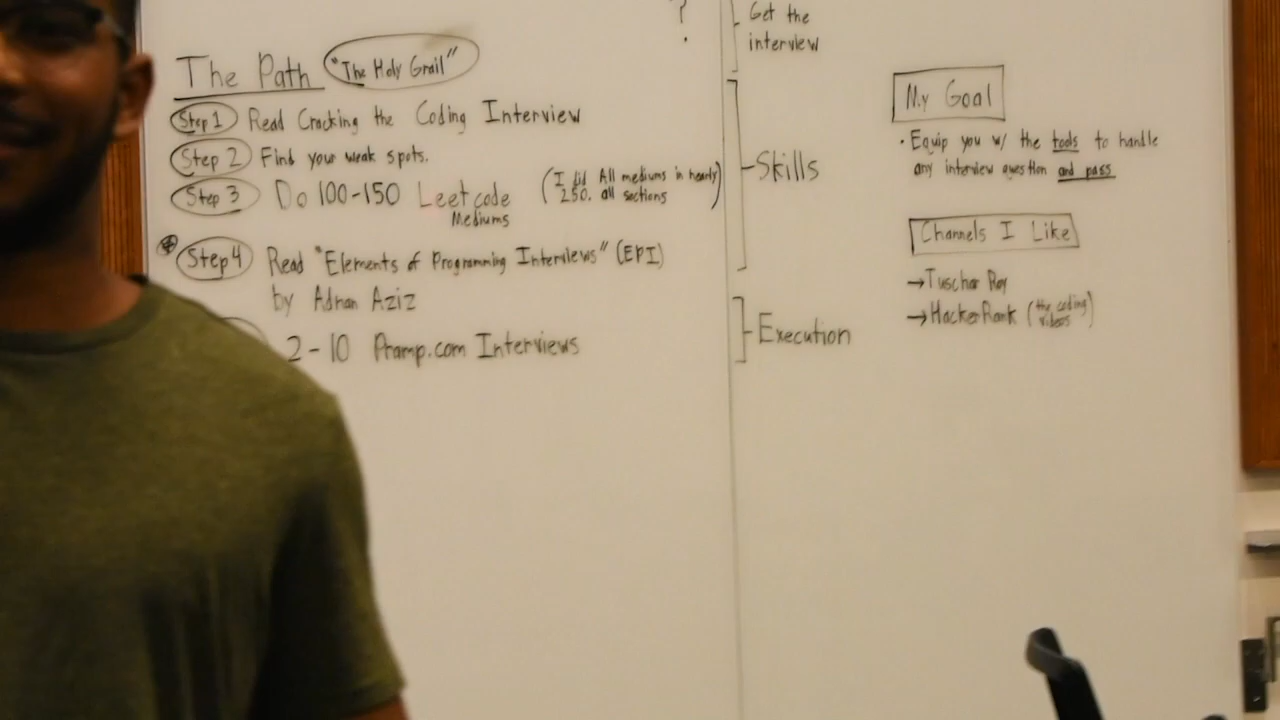 ?
Get the
interview
The Path "The Holy Grail"
Step 1 Read Cracking the Coding Interview
Step 2 Find your weak spots.
Step 3 Do 100-150 Leetcode
Mediums
(I did All mediums in nearly
250. all sections)
Skills
Step 4 Read "Elements of Programming Interviews" (EPI)
by Adnan Aziz
2-10 Pramp.com Interviews
Execution
My Goal
· Equip you w/ the tools to handle
any interview question and pass
Channels I Like
→ Tuschar Roy
→ HackerRank (the coding
videos)